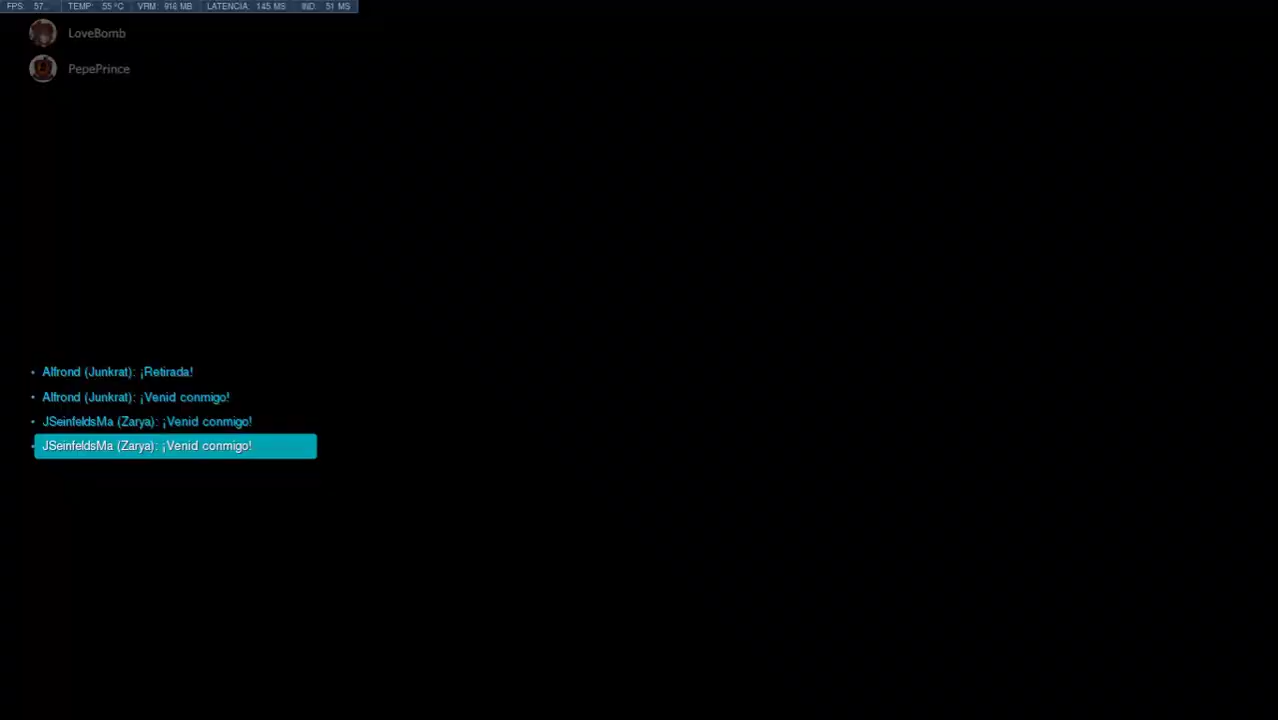 FPS: 57... TEMP: 55 ºC VRM: 916 MB LATENCIA: 145 MS IND: 51 MS
LoveBomb
PepePrince
Alfrond (Junkrat): ¡Retirada!
Alfrond (Junkrat): ¡Venid conmigo!
JSeinfeldsMa (Zarya): ¡Venid conmigo!
JSeinfeldsMa (Zarya): ¡Venid conmigo!